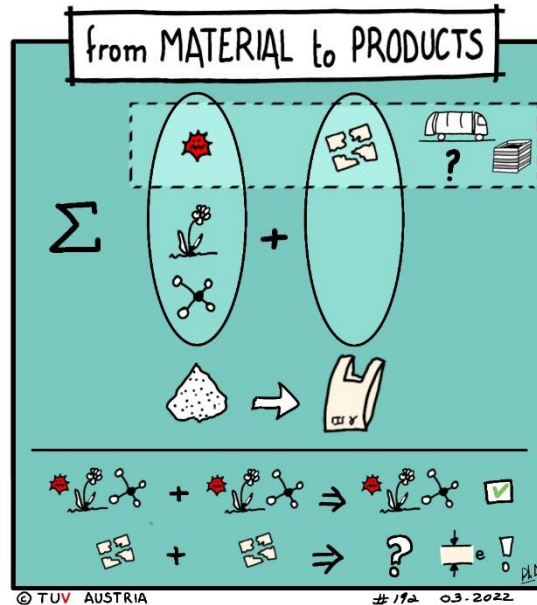 from MATERIAL to PRODUCTS
?
Σ
+
+ ⇒
+ ⇒ ? e !
© TUV AUSTRIA #192 03-2022